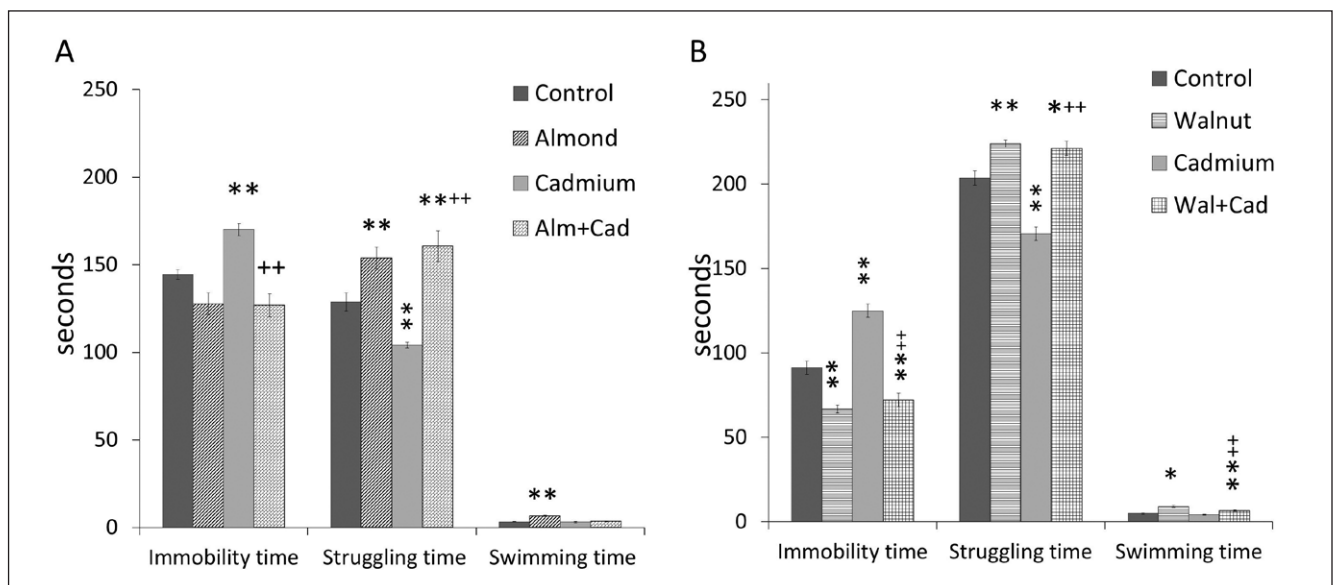 A
250
200
150
100
50
0
seconds
Control
Almond
Cadmium
Alm+Cad
**
++
**
**
**++
**
Immobility time
Struggling time
Swimming time
B
250
200
150
100
50
0
seconds
Control
Walnut
Cadmium
Wal+Cad
**
**
**++
**
**
*++
*
**++
Immobility time
Struggling time
Swimming time